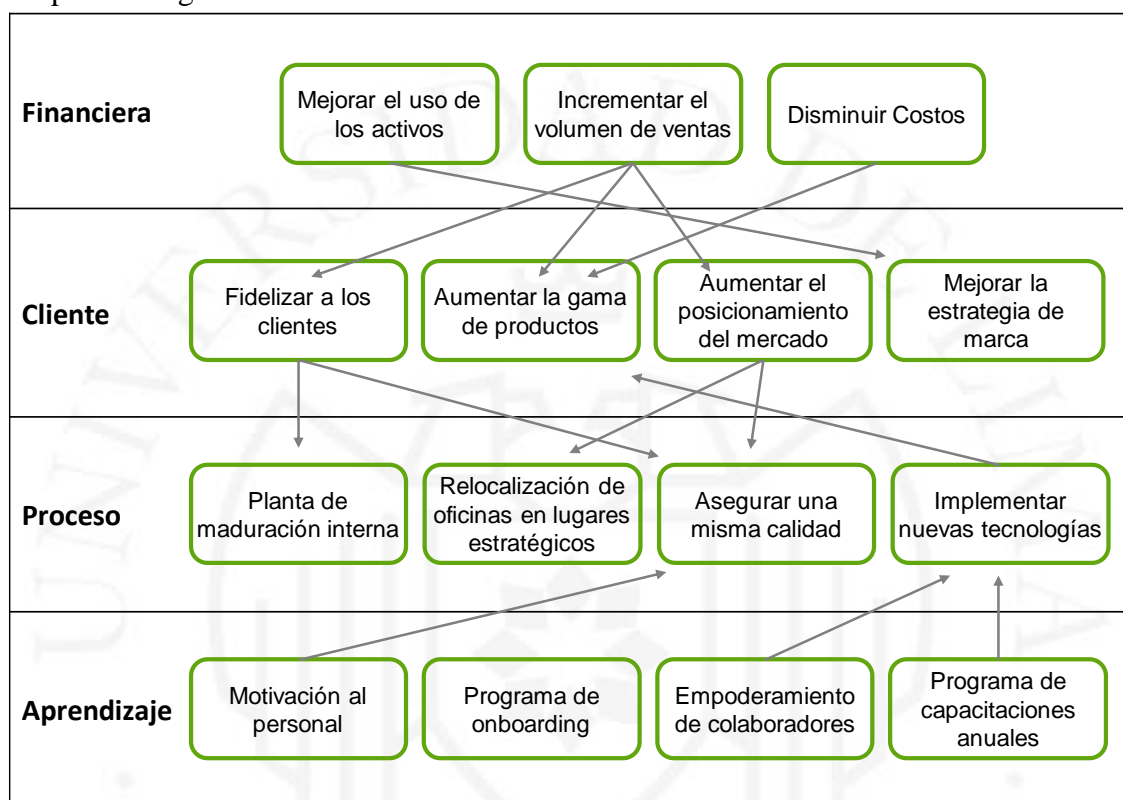 Financiera
Mejorar el uso de
los activos
Incrementar el
volumen de ventas
Disminuir Costos
Cliente
Fidelizar a los
clientes
Aumentar la gama
de productos
Aumentar el
posicionamiento
del mercado
Mejorar la
estrategia de
marca
Proceso
Planta de
maduración interna
Relocalización de
oficinas en lugares
estratégicos
Asegurar una
misma calidad
Implementar
nuevas tecnologías
Aprendizaje
Motivación al
personal
Programa de
onboarding
Empoderamiento
de colaboradores
Programa de
capacitaciones
anuales
UNIVERSIDAD DE LIMA